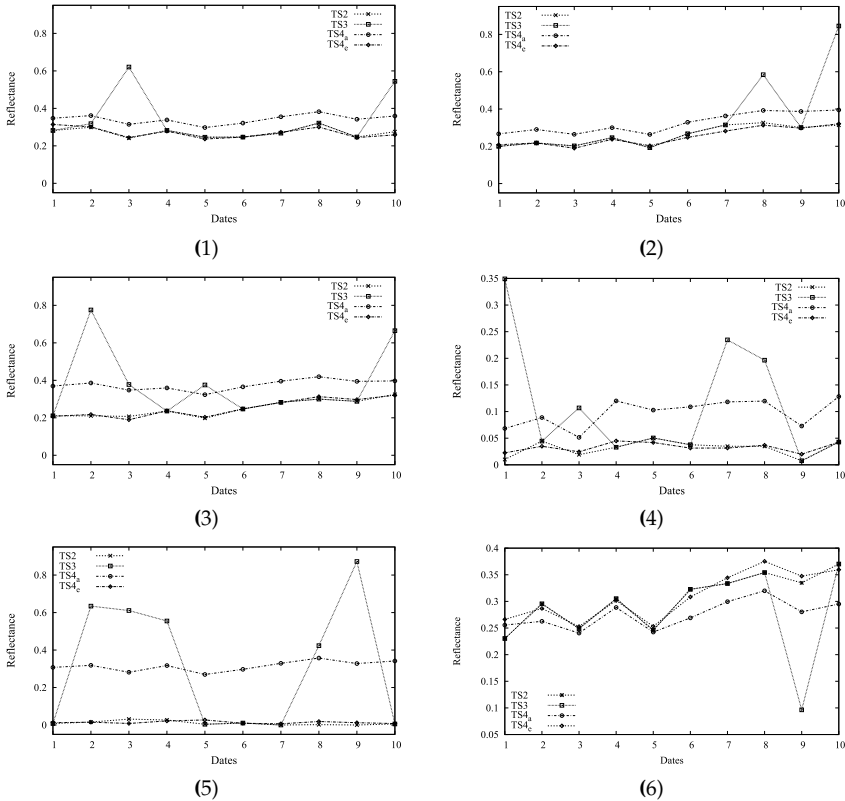 Reflectance
0.8
0.6
0.4
0.2
0
TS2
TS3
TS4a
TS4e
1 2 3 4 5 6 7 8 9 10
Dates
(1)
Reflectance
0.8
0.6
0.4
0.2
0
TS2
TS3
TS4a
TS4e
1 2 3 4 5 6 7 8 9 10
Dates
(2)
Reflectance
0.8
0.6
0.4
0.2
0
TS2
TS3
TS4a
TS4e
1 2 3 4 5 6 7 8 9 10
Dates
(3)
Reflectance
0.35
0.3
0.25
0.2
0.15
0.1
0.05
0
TS2
TS3
TS4a
TS4e
1 2 3 4 5 6 7 8 9 10
Dates
(4)
Reflectance
0.8
0.6
0.4
0.2
0
TS2
TS3
TS4a
TS4e
1 2 3 4 5 6 7 8 9 10
Dates
(5)
Reflectance
0.4
0.35
0.3
0.25
0.2
0.15
0.1
0.05
TS2
TS3
TS4a
TS4e
1 2 3 4 5 6 7 8 9 10
Dates
(6)